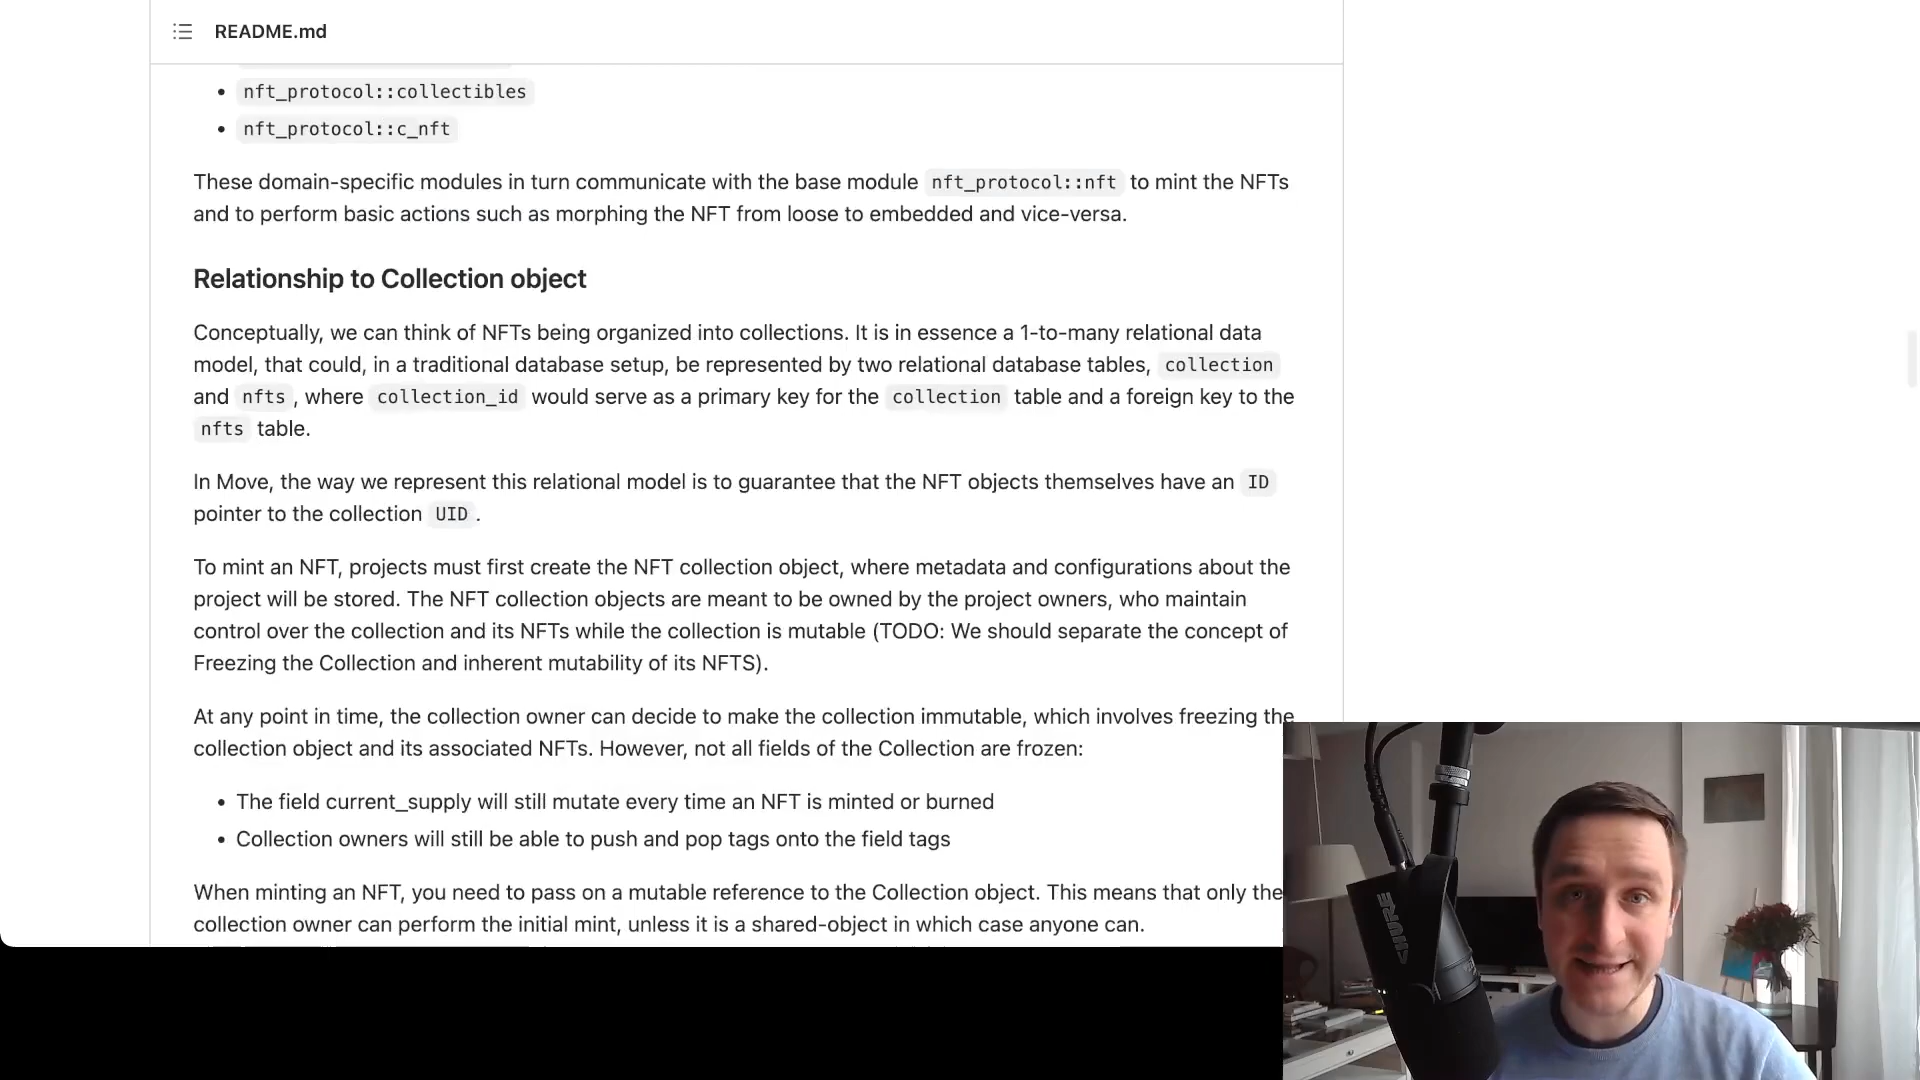 README.md
nft_protocol::collectibles
nft_protocol::c_nft
These domain-specific modules in turn communicate with the base module nft_protocol::nft to mint the NFTs
and to perform basic actions such as morphing the NFT from loose to embedded and vice-versa.
Relationship to Collection object
Conceptually, we can think of NFTs being organized into collections. It is in essence a 1-to-many relational data
model, that could, in a traditional database setup, be represented by two relational database tables, collection
and nfts , where collection_id would serve as a primary key for the collection table and a foreign key to the
nfts table.
In Move, the way we represent this relational model is to guarantee that the NFT objects themselves have an ID
pointer to the collection UID .
To mint an NFT, projects must first create the NFT collection object, where metadata and configurations about the
project will be stored. The NFT collection objects are meant to be owned by the project owners, who maintain
control over the collection and its NFTs while the collection is mutable (TODO: We should separate the concept of
Freezing the Collection and inherent mutability of its NFTS).
At any point in time, the collection owner can decide to make the collection immutable, which involves freezing the
collection object and its associated NFTs. However, not all fields of the Collection are frozen:
The field current_supply will still mutate every time an NFT is minted or burned
Collection owners will still be able to push and pop tags onto the field tags
When minting an NFT, you need to pass on a mutable reference to the Collection object. This means that only the
collection owner can perform the initial mint, unless it is a shared-object in which case anyone can.
SHURE